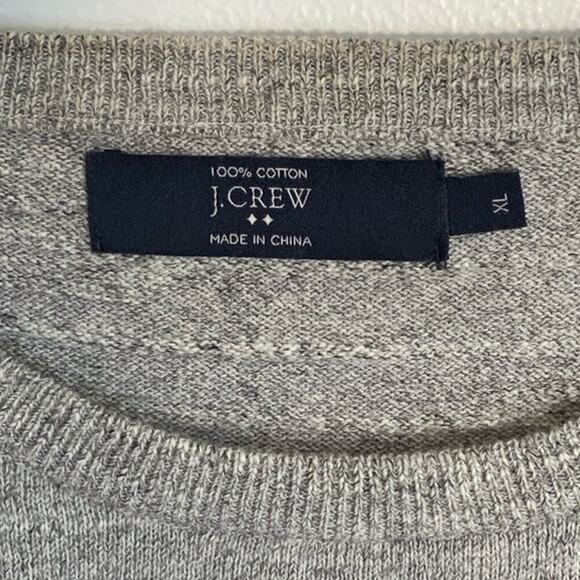 100% COTTON
J.CREW
MADE IN CHINA
XL